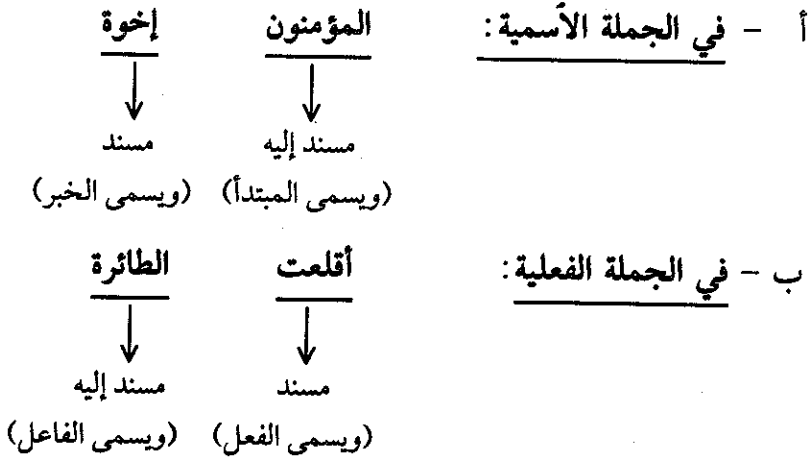 أ - في الجملة الأسمية: المؤمنون إخوة
مسند إليه مسند
(ويسمى المبتدأ) (ويسمى الخبر)
ب - في الجملة الفعلية: أقلعت الطائرة
مسند مسند إليه
(ويسمى الفعل) (ويسمى الفاعل)